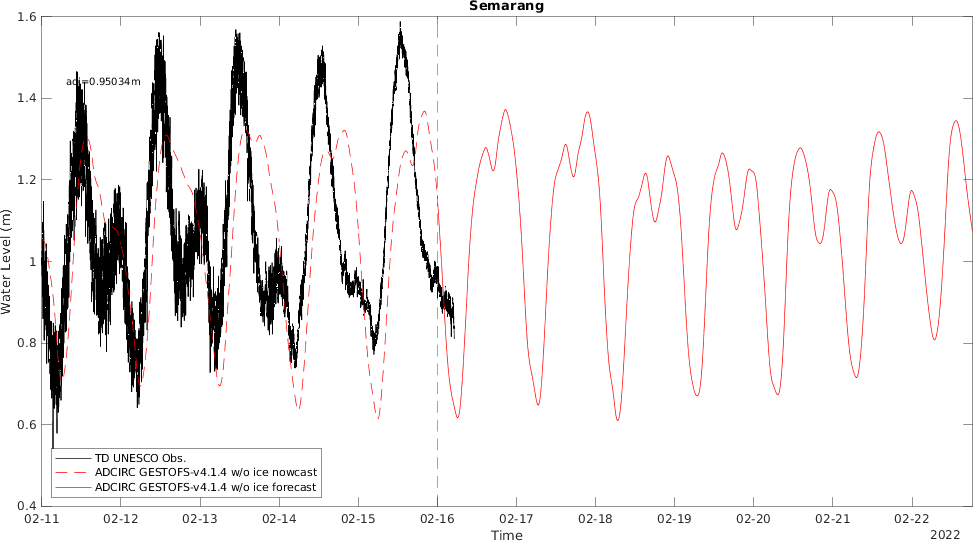 Semarang
1.6
1.4
1.2
1
0.8
0.6
0.4
Water Level (m)
adj=0.95034m
TD UNESCO Obs.
ADCIRC GESTOFS-v4.1.4 w/o ice nowcast
ADCIRC GESTOFS-v4.1.4 w/o ice forecast
02-11 02-12 02-13 02-14 02-15 02-16 02-17 02-18 02-19 02-20 02-21 02-22
Time
2022